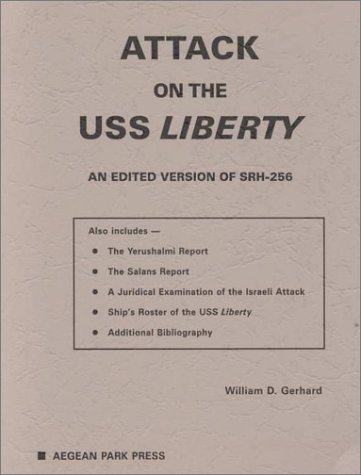 ATTACK
ON THE
USS LIBERTY
AN EDITED VERSION OF SRH-256
Also includes —
● The Yerushalmi Report
● The Salans Report
● A Juridical Examination of the Israeli Attack
● Ship's Roster of the USS Liberty
● Additional Bibliography
William D. Gerhard
■ AEGEAN PARK PRESS